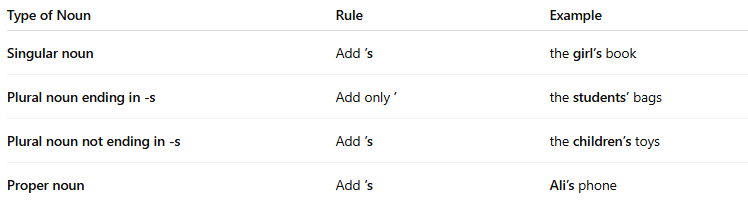 Type of Noun Rule Example
Singular noun Add ’s the girl’s book
Plural noun ending in -s Add only ’ the students’ bags
Plural noun not ending in -s Add ’s the children’s toys
Proper noun Add ’s Ali’s phone